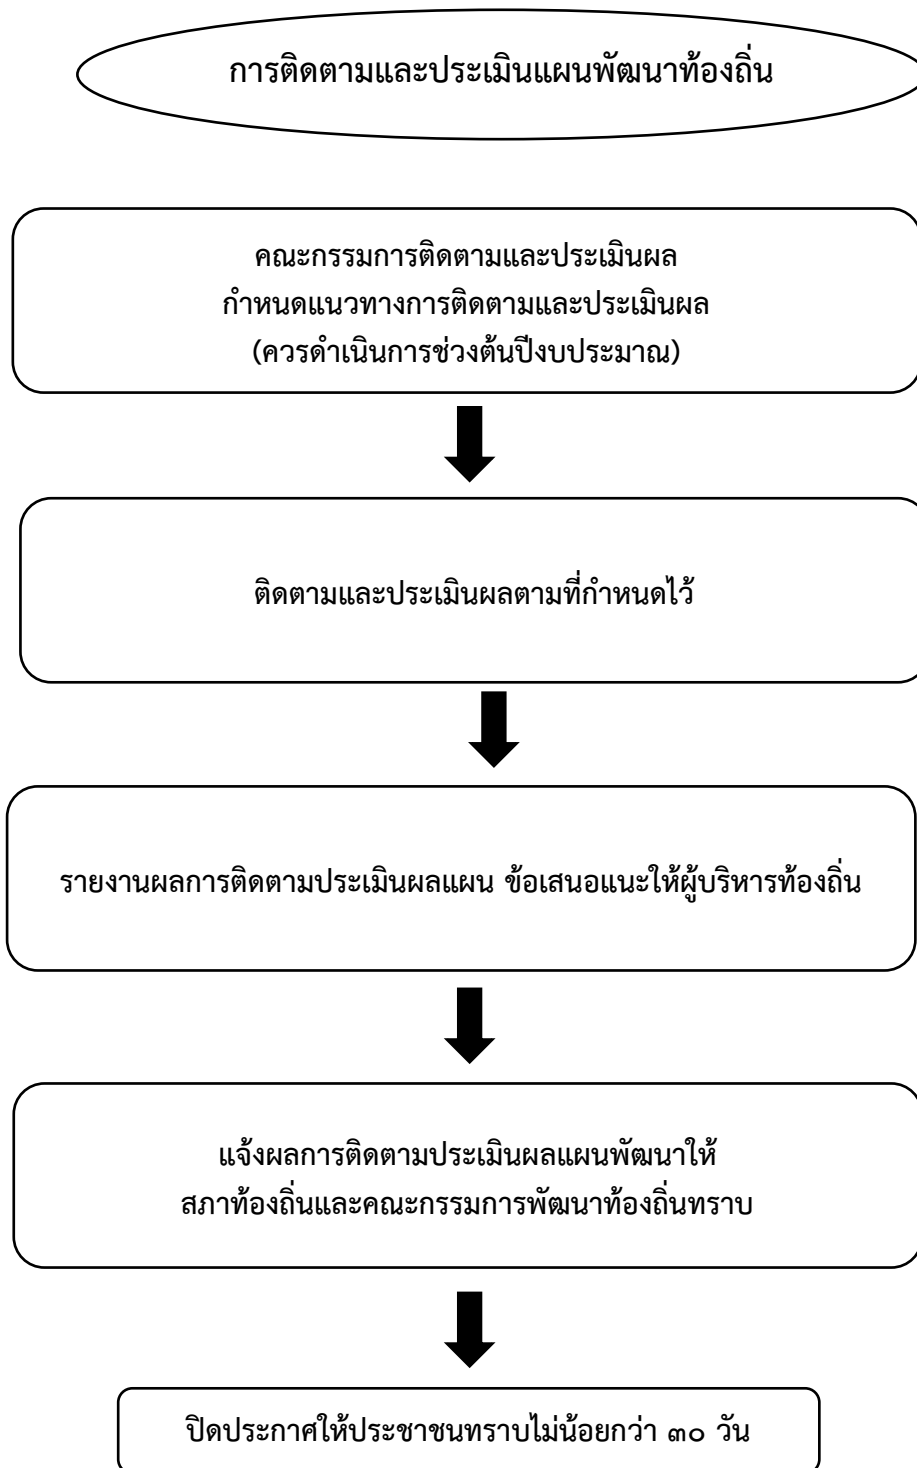 การติดตามและประเมินแผนพัฒนาท้องถิ่น
คณะกรรมการติดตามและประเมินผล
กำหนดแนวทางการติดตามและประเมินผล
(ควรดำเนินการช่วงต้นปีงบประมาณ)
ติดตามและประเมินผลตามที่กำหนดไว้
รายงานผลการติดตามประเมินผลแผน ข้อเสนอแนะให้ผู้บริหารท้องถิ่น
แจ้งผลการติดตามประเมินผลแผนพัฒนาให้
สภาท้องถิ่นและคณะกรรมการพัฒนาท้องถิ่นทราบ
ปิดประกาศให้ประชาชนทราบไม่น้อยกว่า ๓๐ วัน